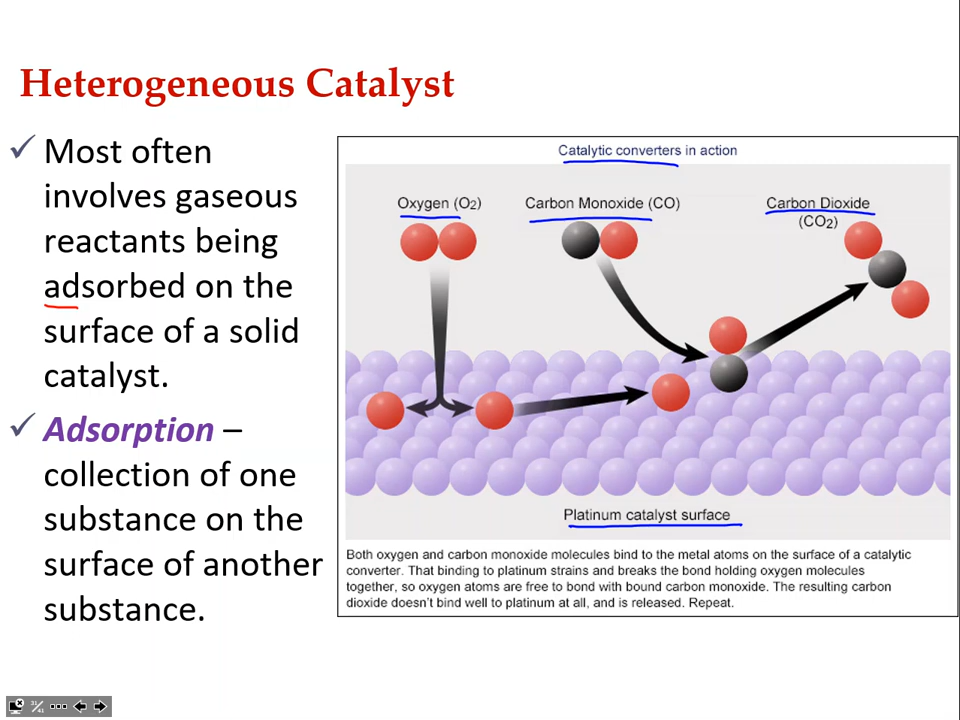 Heterogeneous Catalyst
✓ Most often
involves gaseous
reactants being
adsorbed on the
surface of a solid
catalyst.
✓ Adsorption –
collection of one
substance on the
surface of another
substance.
Catalytic converters in action
Oxygen (O2)
Carbon Monoxide (CO)
Carbon Dioxide
(CO2)
Platinum catalyst surface
Both oxygen and carbon monoxide molecules bind to the metal atoms on the surface of a catalytic
converter. That binding to platinum strains and breaks the bond holding oxygen molecules
together, so oxygen atoms are free to bond with bound carbon monoxide. The resulting carbon
dioxide doesn't bind well to platinum at all, and is released. Repeat.
31/41